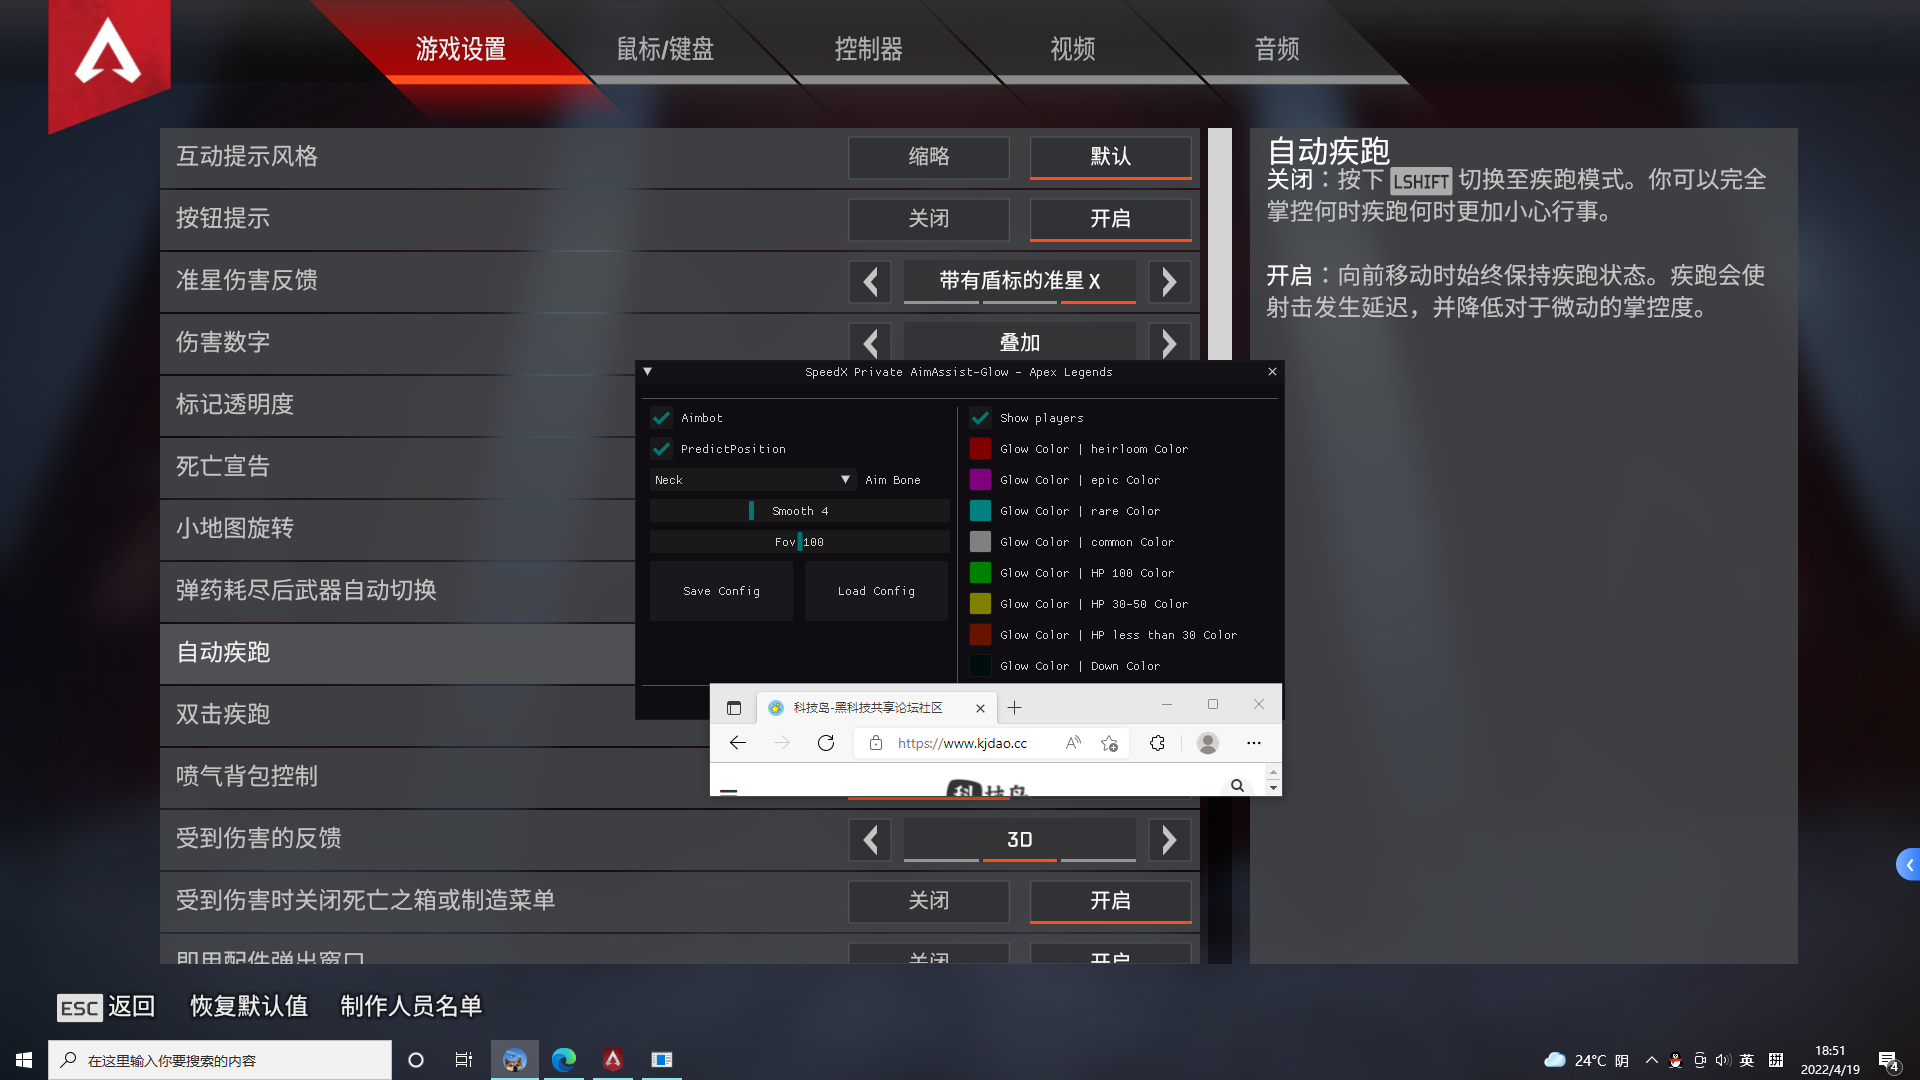 游戏设置
鼠标/键盘
控制器
视频
音频
互动提示风格
缩略
默认
按钮提示
关闭
开启
准星伤害反馈
带有盾标的准星 X
伤害数字
叠加
标记透明度
死亡宣告
小地图旋转
弹药耗尽后武器自动切换
自动疾跑
双击疾跑
喷气背包控制
受到伤害的反馈
3D
受到伤害时关闭死亡之箱或制造菜单
关闭
开启
即用配件弹出窗口
关闭
开启
自动疾跑
关闭：按下 LSHIFT 切换至疾跑模式。你可以完全
掌控何时疾跑何时更加小心行事。
开启：向前移动时始终保持疾跑状态。疾跑会使
射击发生延迟，并降低对于微动的掌控度。
SpeedX Private AimAssist-Glow - Apex Legends
Aimbot
PredictPosition
Neck
Aim Bone
Smooth 4
Fov 100
Save Config
Load Config
Show players
Glow Color | heirloom Color
Glow Color | epic Color
Glow Color | rare Color
Glow Color | common Color
Glow Color | HP 100 Color
Glow Color | HP 30-50 Color
Glow Color | HP less than 30 Color
Glow Color | Down Color
科技岛-黑科技共享论坛社区
https://www.kjdao.cc
科技岛
ESC 返回
恢复默认值
制作人员名单
在这里输入你要搜索的内容
24°C 阴
英
18:51
2022/4/19
4